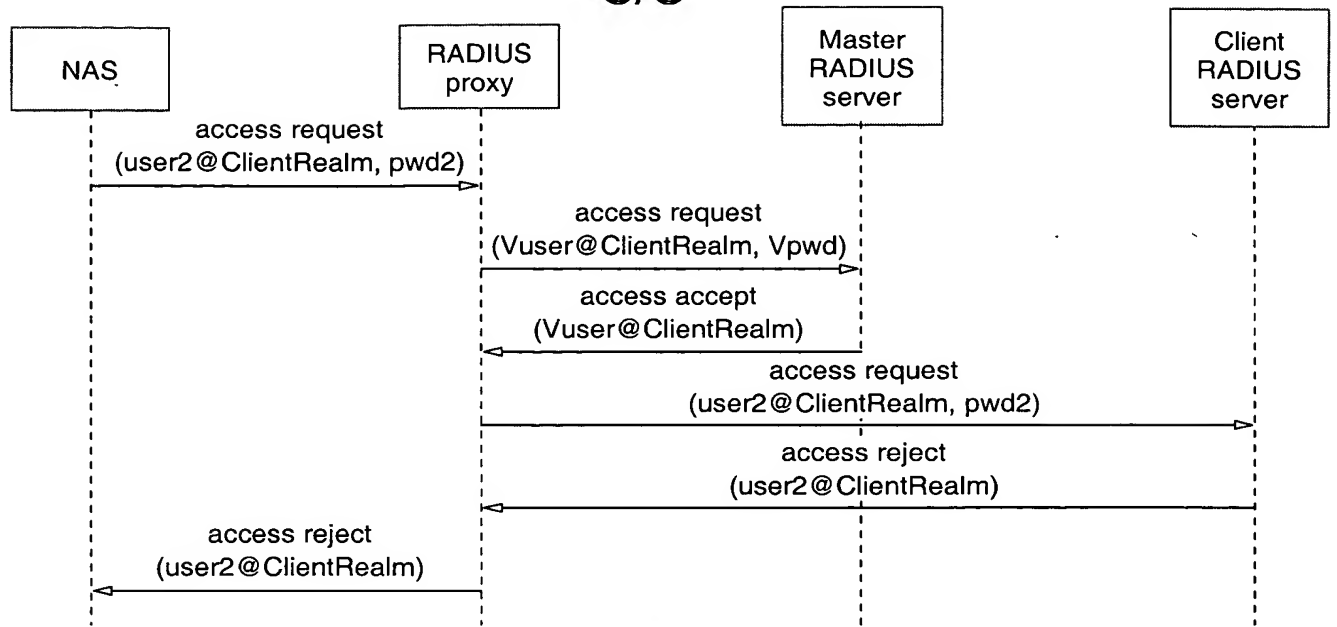 NAS
RADIUS
proxy
Master
RADIUS
server
Client
RADIUS
server
access request
(user2@ClientRealm, pwd2)
access request
(Vuser@ClientRealm, Vpwd)
access accept
(Vuser@ClientRealm)
access request
(user2@ClientRealm, pwd2)
access reject
(user2@ClientRealm)
access reject
(user2@ClientRealm)